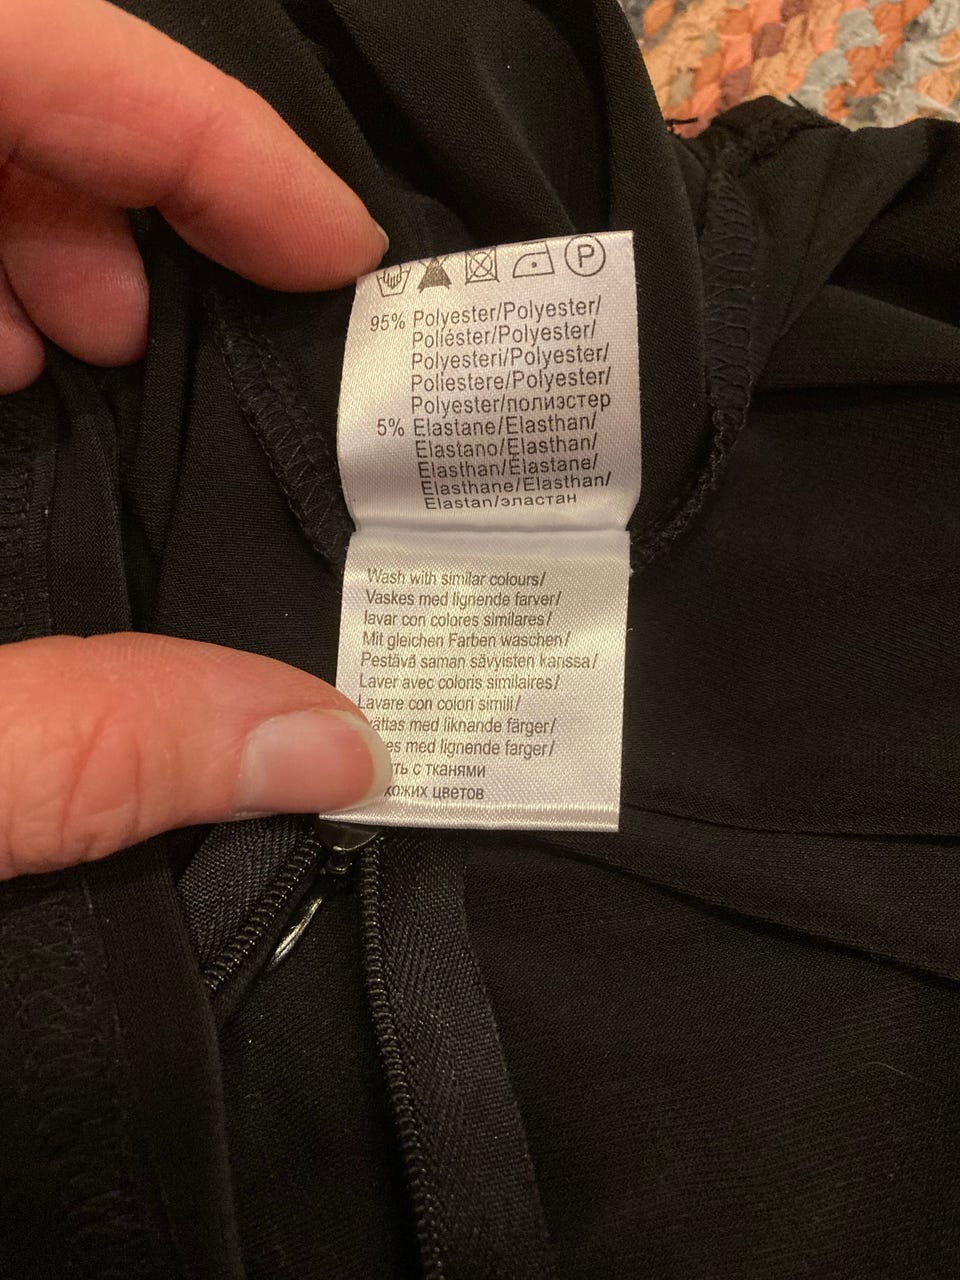 P
95% Polyester/Polyester/
Poliéster/Polyester/
Polyesteri/Polyester/
Poliestere/Polyester/
Polyester/полиэстер
5% Elastane/Elasthan/
Elastano/Elasthan/
Elasthan/Élastane/
Elasthane/Elasthan/
Elastan/эластан
Wash with similar colours/
Vaskes med lignende farver/
lavar con colores similares/
Mit gleichen Farben waschen/
Pestävä saman sävyisten kanssa/
Laver avec coloris similaires/
Lavare con colori simili/
med liknande färger/
med lignende farger/
с тканями
цветов